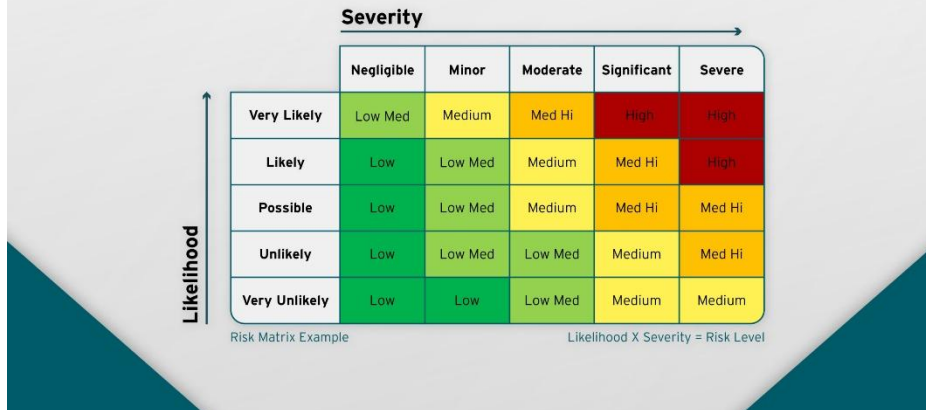 Severity
Negligible Minor Moderate Significant Severe
Very Likely Low Med Medium Med Hi High High
Likely Low Low Med Medium Med Hi High
Possible Low Low Med Medium Med Hi Med Hi
Unlikely Low Low Med Low Med Medium Med Hi
Very Unlikely Low Low Low Med Medium Medium
Likelihood
Risk Matrix Example Likelihood X Severity = Risk Level